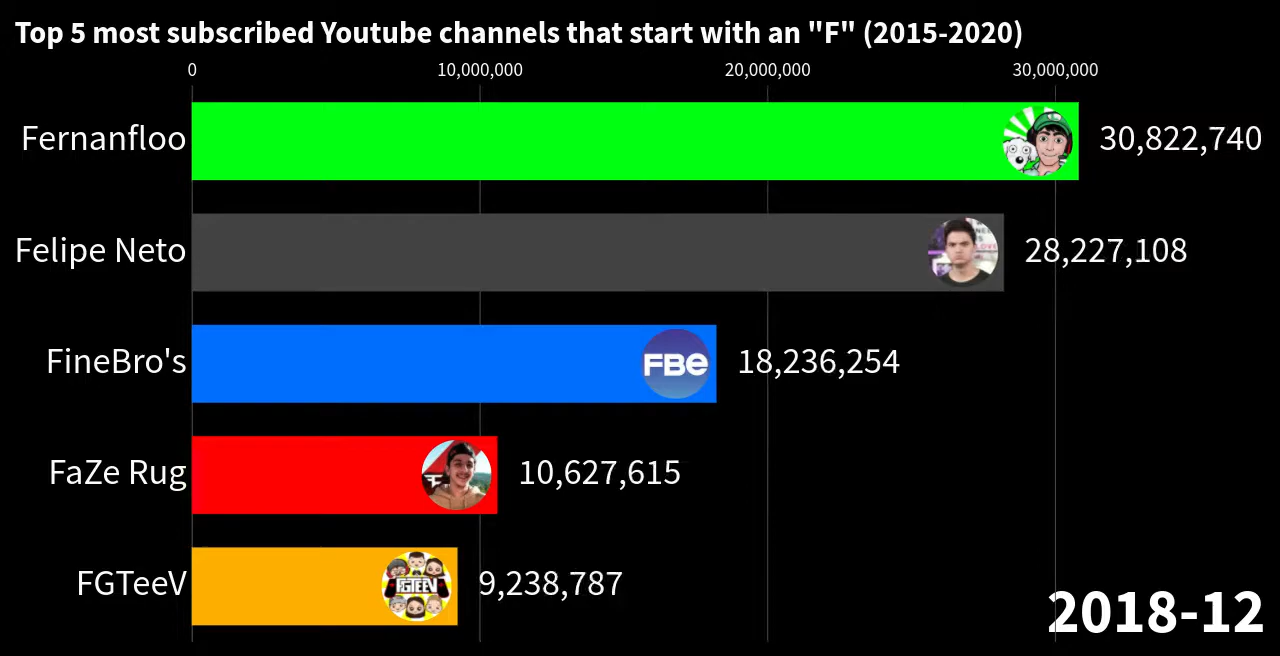 Top 5 most subscribed Youtube channels that start with an "F" (2015-2020)
0 10,000,000 20,000,000 30,000,000
Fernanfloo 30,822,740
Felipe Neto 28,227,108
FineBro's FBE 18,236,254
FaZe Rug 10,627,615
FGTeeV FGTEEV 9,238,787
2018-12